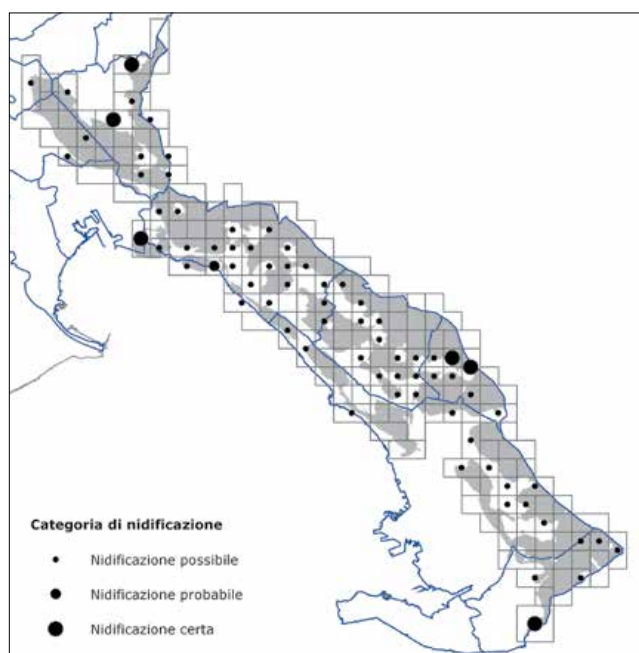 Categoria di nidificazione
Nidificazione possibile
Nidificazione probabile
Nidificazione certa